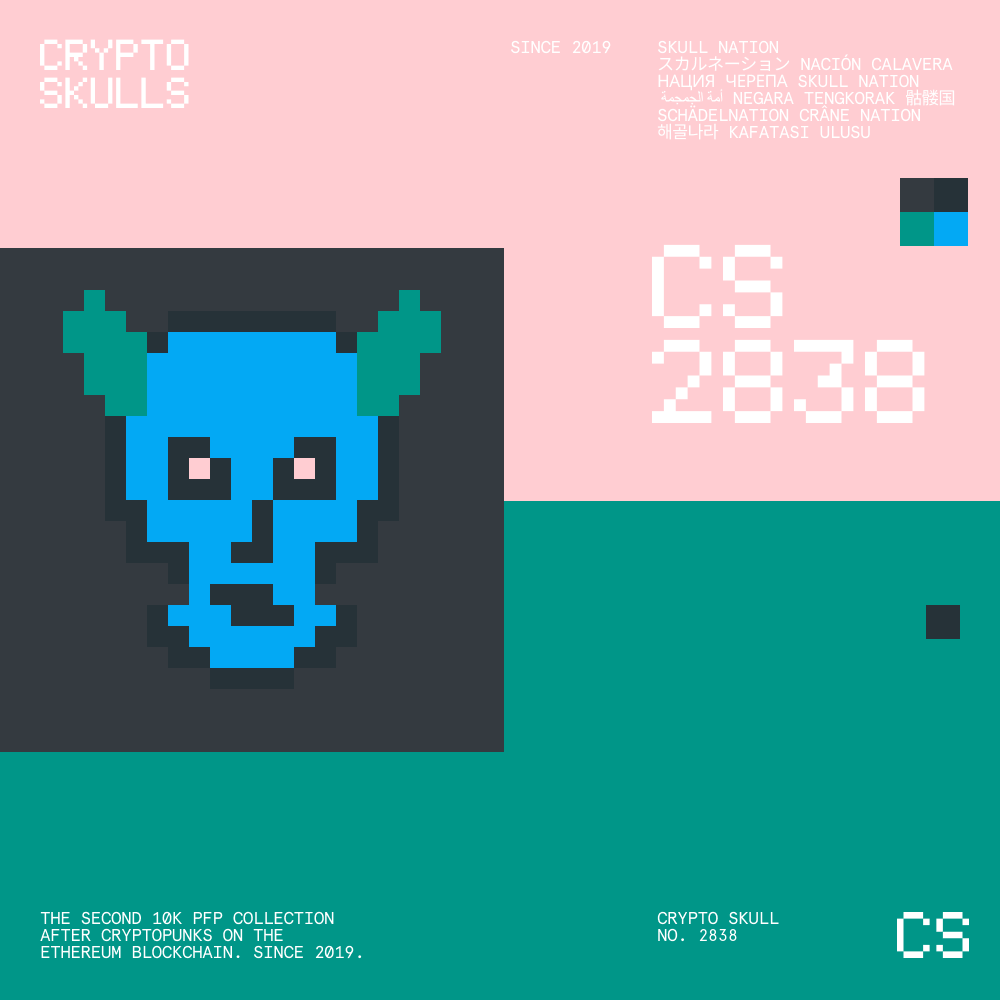 CRYPTO
SKULLS
SINCE 2019
SKULL NATION
スカルネーション NACIÓN CALAVERA
НАЦИЯ ЧЕРЕПА SKULL NATION
أمة الجمجمة NEGARA TENGKORAK 骷髅国
SCHÄDELNATION CRÂNE NATION
해골나라 KAFATASI ULUSU
CS
2838
THE SECOND 10K PFP COLLECTION
AFTER CRYPTOPUNKS ON THE
ETHEREUM BLOCKCHAIN. SINCE 2019.
CRYPTO SKULL
NO. 2838
CS